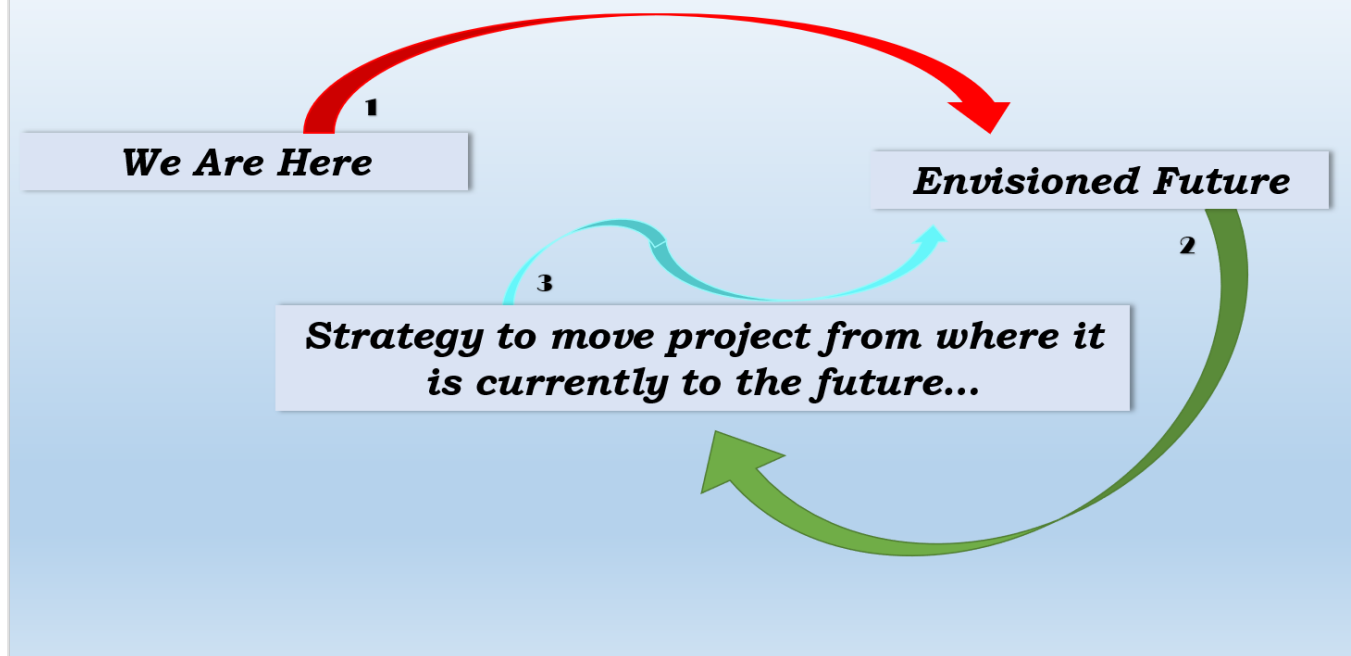 1
We Are Here
Envisioned Future
2
3
Strategy to move project from where it
is currently to the future...